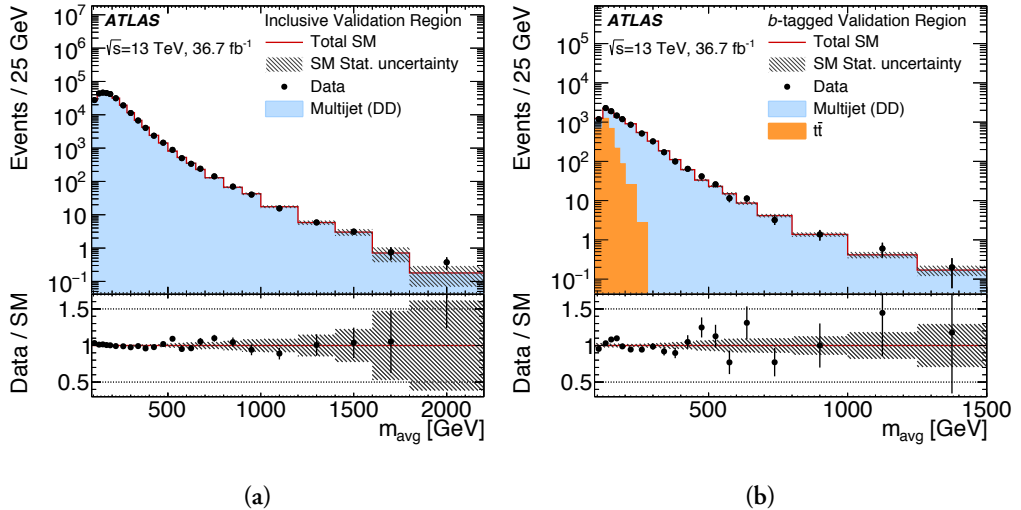 ATLAS
Inclusive Validation Region
√s=13 TeV, 36.7 fb⁻¹
Total SM
SM Stat. uncertainty
Data
Multijet (DD)
Events / 25 GeV
10⁷
10⁶
10⁵
10⁴
10³
10²
10
1
10⁻¹
Data / SM
1.5
1
0.5
500 1000 1500 2000
m_avg [GeV]
(a)
ATLAS
b-tagged Validation Region
√s=13 TeV, 36.7 fb⁻¹
Total SM
SM Stat. uncertainty
Data
Multijet (DD)
tt̄
Events / 25 GeV
10⁵
10⁴
10³
10²
10
1
10⁻¹
Data / SM
1.5
1
0.5
500 1000 1500
m_avg [GeV]
(b)